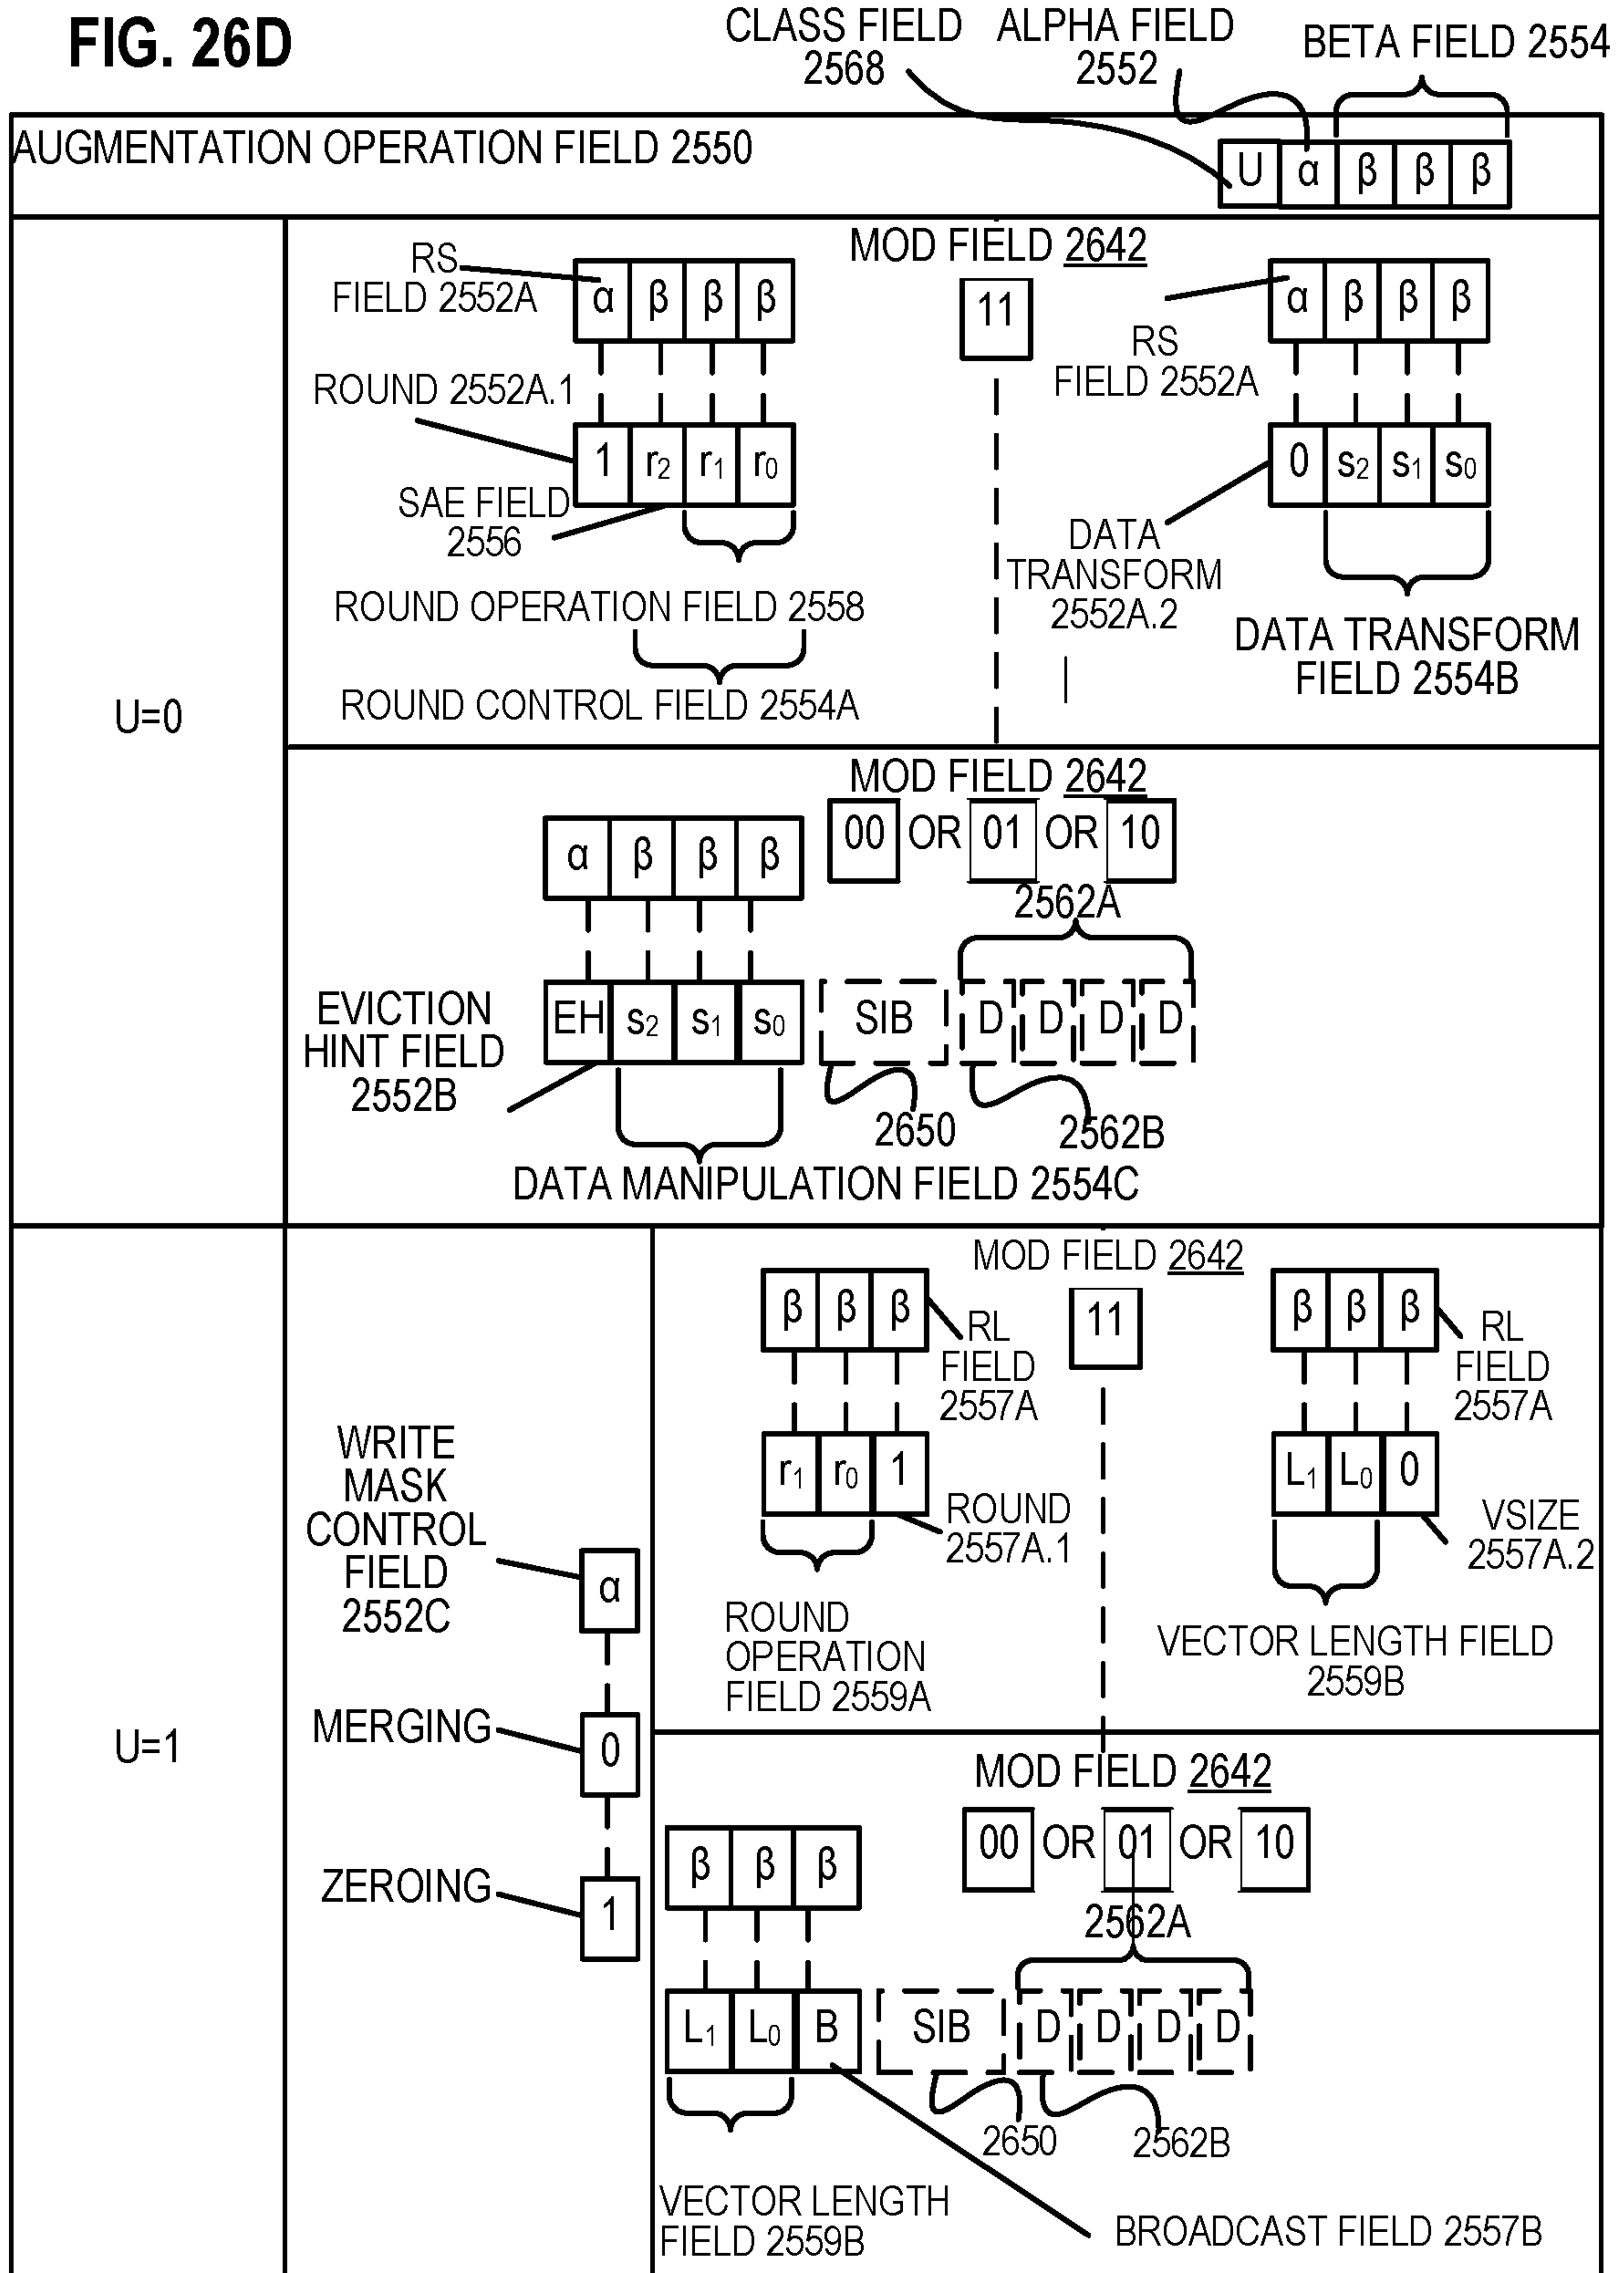 FIG. 26D
CLASS FIELD
2568
ALPHA FIELD
2552
BETA FIELD 2554
AUGMENTATION OPERATION FIELD 2550
U α β β β
U=0
MOD FIELD 2642
11
RS
FIELD 2552A
α β β β
ROUND 2552A.1
1 r2 r1 r0
SAE FIELD
2556
ROUND OPERATION FIELD 2558
ROUND CONTROL FIELD 2554A
α β β β
RS
FIELD 2552A
0 s2 s1 s0
DATA
TRANSFORM
2552A.2
DATA TRANSFORM
FIELD 2554B
MOD FIELD 2642
00 OR 01 OR 10
α β β β
2562A
EH s2 s1 s0 SIB D D D D
EVICTION
HINT FIELD
2552B
2650
2562B
DATA MANIPULATION FIELD 2554C
U=1
WRITE
MASK
CONTROL
FIELD
2552C
α
MERGING
0
ZEROING
1
MOD FIELD 2642
11
β β β
RL
FIELD
2557A
r1 r0 1
ROUND
2557A.1
ROUND
OPERATION
FIELD 2559A
β β β
RL
FIELD
2557A
L1 L0 0
VSIZE
2557A.2
VECTOR LENGTH FIELD
2559B
MOD FIELD 2642
00 OR 01 OR 10
β β β
2562A
L1 L0 B SIB D D D D
2650
2562B
VECTOR LENGTH
FIELD 2559B
BROADCAST FIELD 2557B